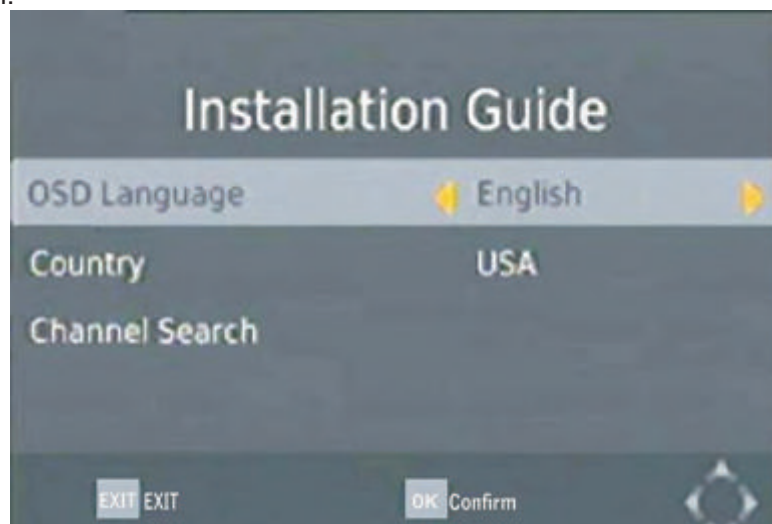 Installation Guide
OSD Language English
Country USA
Channel Search
EXIT EXIT OK Confirm